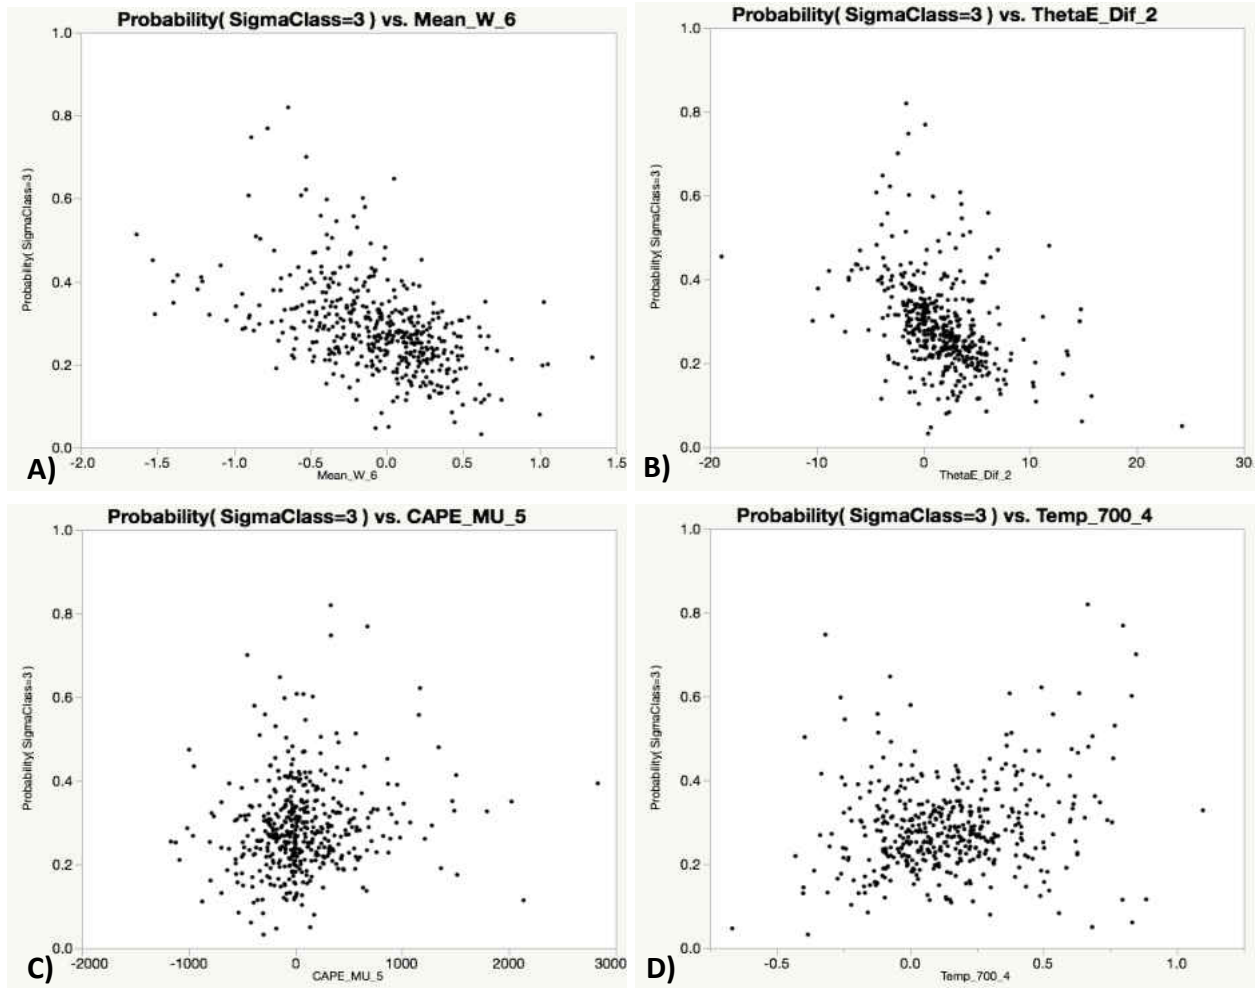 Probability( SigmaClass=3 ) vs. Mean_W_6
1.0
0.8
0.6
0.4
0.2
0.0
Probability( SigmaClass=3 )
-2.0 -1.5 -1.0 -0.5 0.0 0.5 1.0 1.5
Mean_W_6
A)
Probability( SigmaClass=3 ) vs. ThetaE_Dif_2
1.0
0.8
0.6
0.4
0.2
0.0
Probability( SigmaClass=3 )
-20 -10 0 10 20 30
ThetaE_Dif_2
B)
Probability( SigmaClass=3 ) vs. CAPE_MU_5
1.0
0.8
0.6
0.4
0.2
0.0
Probability( SigmaClass=3 )
-2000 -1000 0 1000 2000 3000
CAPE_MU_5
C)
Probability( SigmaClass=3 ) vs. Temp_700_4
1.0
0.8
0.6
0.4
0.2
0.0
Probability( SigmaClass=3 )
-0.5 0.0 0.5 1.0
Temp_700_4
D)